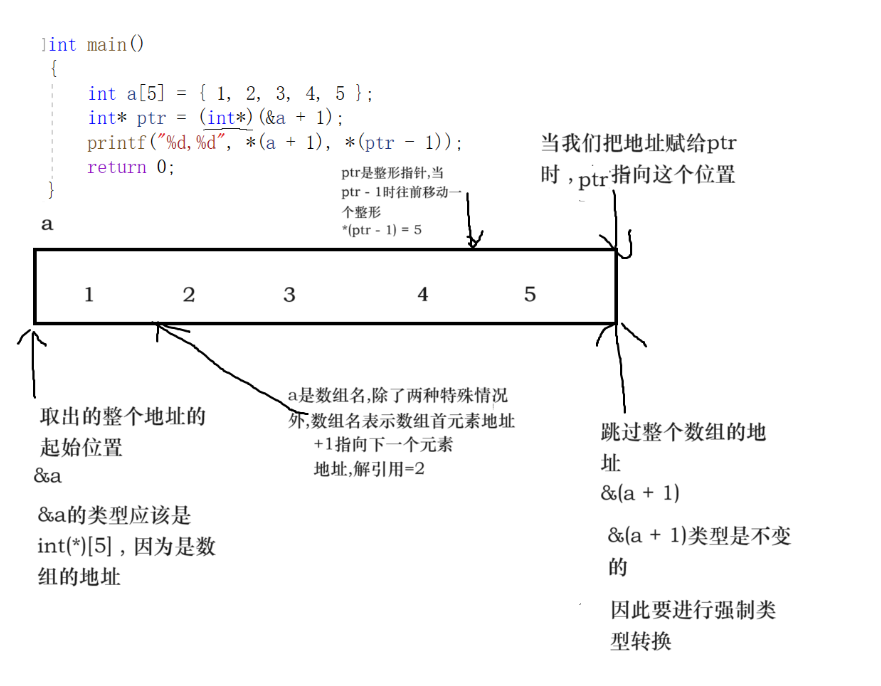 int main()
{
int a[5] = { 1, 2, 3, 4, 5 };
int* ptr = (int*)(&a + 1);
printf("%d,%d", *(a + 1), *(ptr - 1));
return 0;
}
当我们把地址赋给ptr
时，ptr指向这个位置
ptr是整形指针,当
ptr - 1时往前移动一
个整形
*(ptr - 1) = 5
a
1 2 3 4 5
取出的整个地址的
起始位置
&a
&a的类型应该是
int(*)[5]，因为是数
组的地址
a是数组名,除了两种特殊情况
外,数组名表示数组首元素地址
+1指向下一个元素
地址,解引用=2
跳过整个数组的地
址
&(a + 1)
&(a + 1)类型是不变
的
因此要进行强制类
型转换